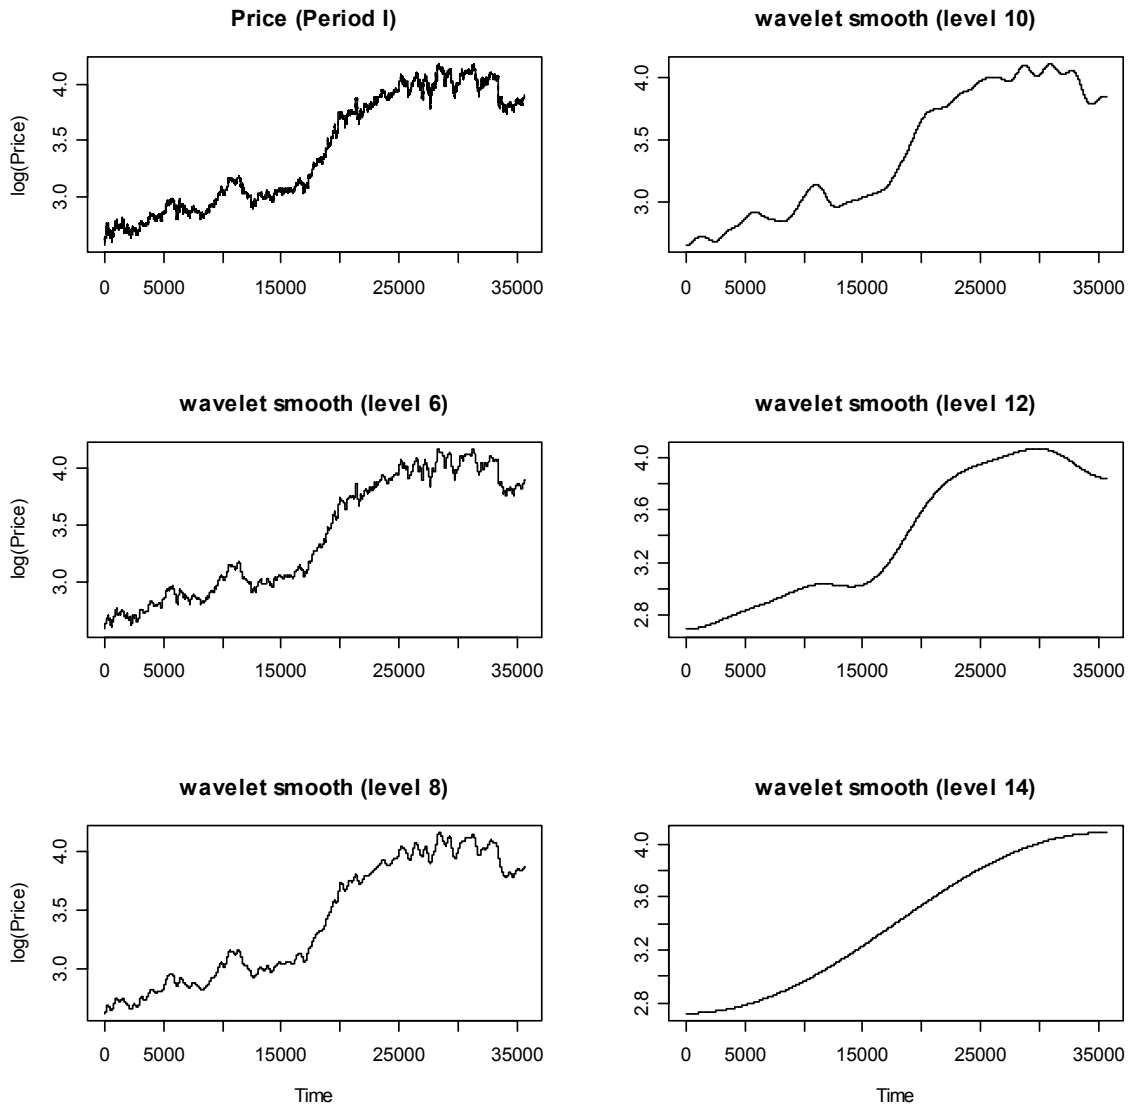 Price (Period I)
log(Price)
4.0
3.5
3.0
0 5000 15000 25000 35000
wavelet smooth (level 10)
4.0
3.5
3.0
0 5000 15000 25000 35000
wavelet smooth (level 6)
log(Price)
4.0
3.5
3.0
0 5000 15000 25000 35000
wavelet smooth (level 12)
4.0
3.6
3.2
2.8
0 5000 15000 25000 35000
wavelet smooth (level 8)
log(Price)
4.0
3.5
3.0
0 5000 15000 25000 35000
Time
wavelet smooth (level 14)
4.0
3.6
3.2
2.8
0 5000 15000 25000 35000
Time